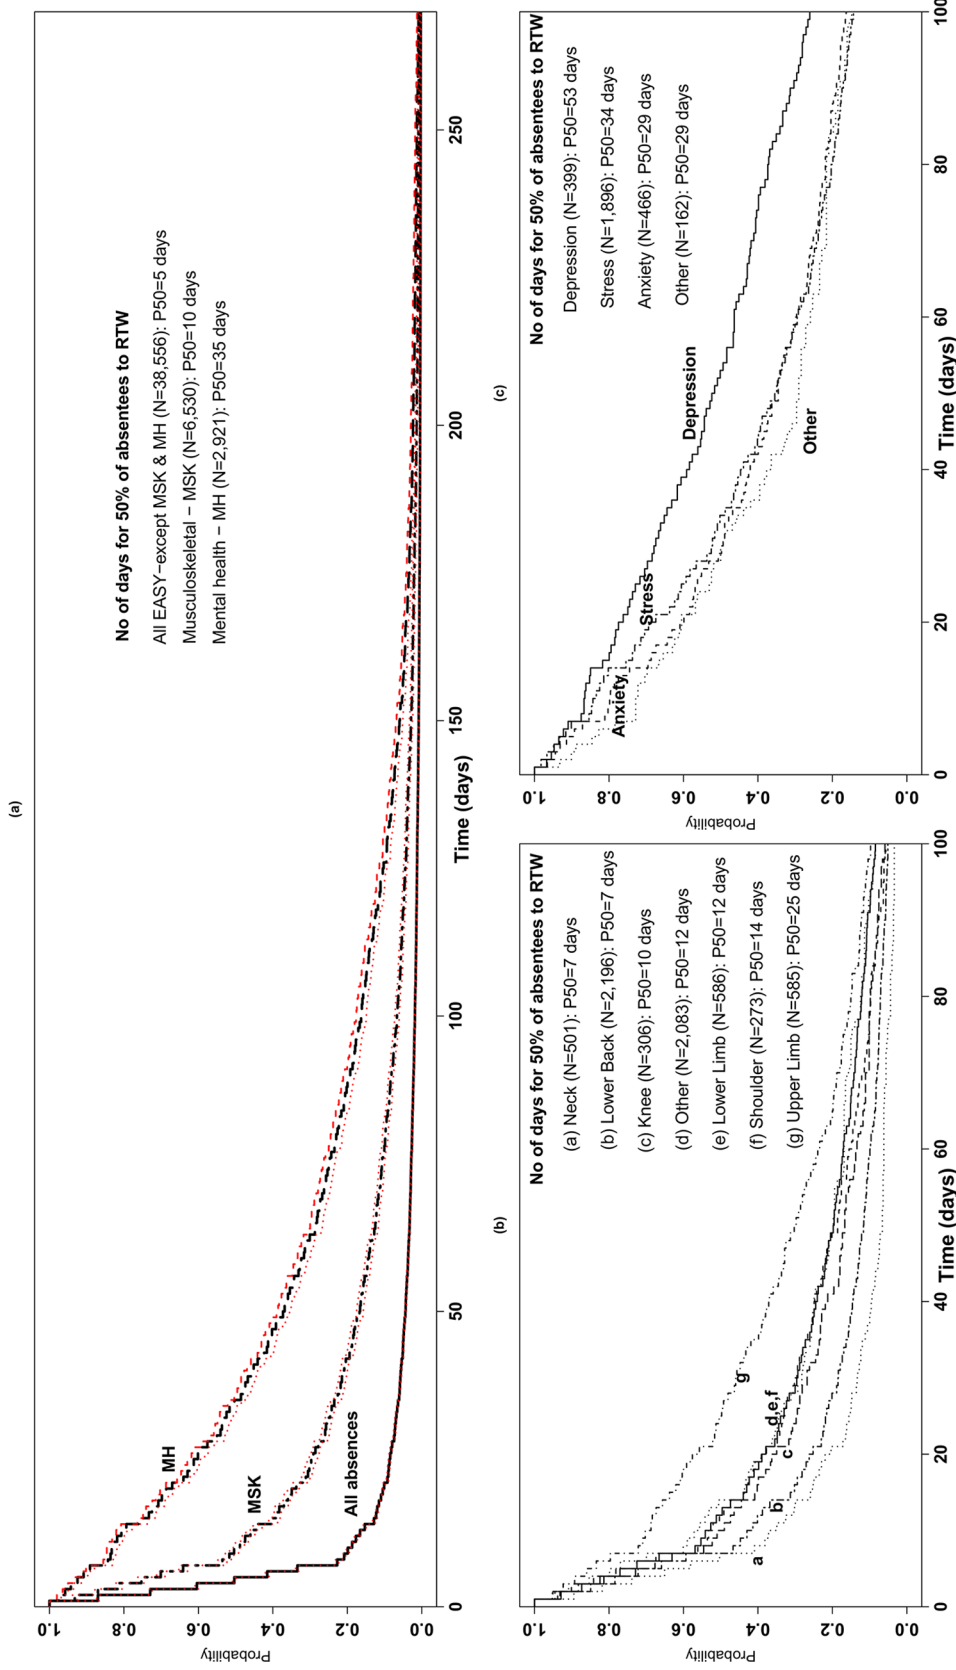 (a)
Probability
1.0
0.8
0.6
0.4
0.2
0.0
MH
MSK
All absences
No of days for 50% of absentees to RTW
All EASY−except MSK & MH (N=38,556): P50=5 days
Musculoskeletal − MSK (N=6,530): P50=10 days
Mental health − MH (N=2,921): P50=35 days
0
50
100
150
200
250
Time (days)
(b)
Probability
1.0
0.8
0.6
0.4
0.2
0.0
No of days for 50% of absentees to RTW
(a) Neck (N=501): P50=7 days
(b) Lower Back (N=2,196): P50=7 days
(c) Knee (N=306): P50=10 days
(d) Other (N=2,083): P50=12 days
(e) Lower Limb (N=586): P50=12 days
(f) Shoulder (N=273): P50=14 days
(g) Upper Limb (N=585): P50=25 days
g
d,e,f
c
b
a
0
20
40
60
80
100
Time (days)
(c)
Probability
1.0
0.8
0.6
0.4
0.2
0.0
No of days for 50% of absentees to RTW
Depression (N=399): P50=53 days
Stress (N=1,896): P50=34 days
Anxiety (N=466): P50=29 days
Other (N=162): P50=29 days
Depression
Stress
Anxiety
Other
0
20
40
60
80
100
Time (days)